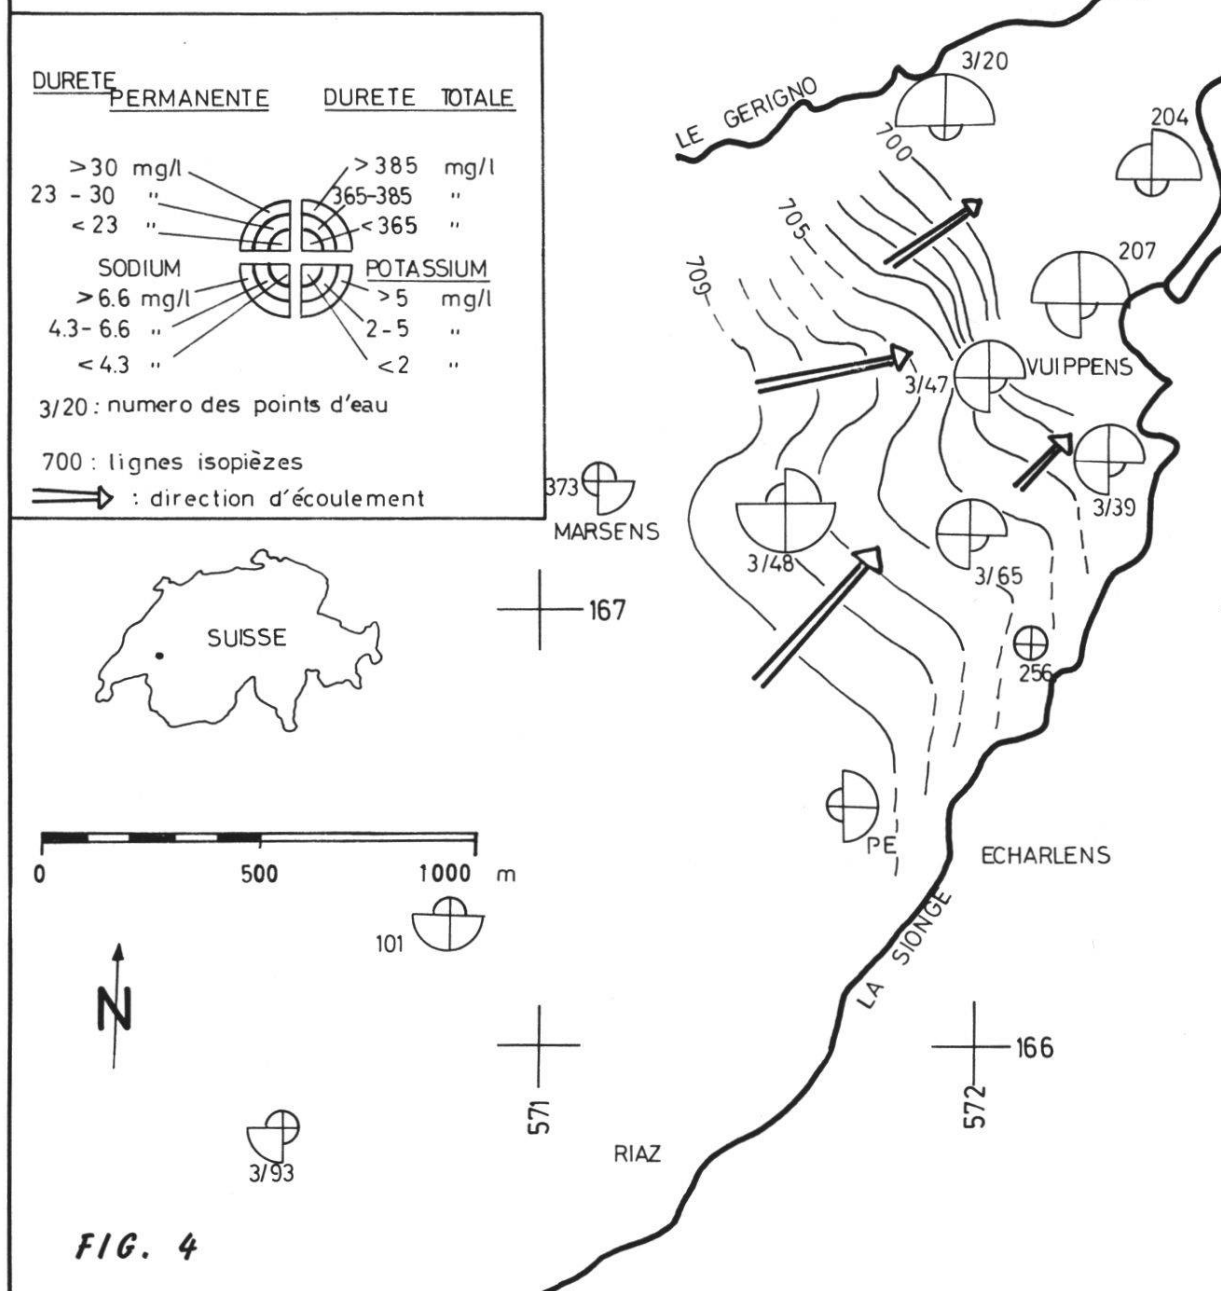 DURETE PERMANENTE DURETE TOTALE
>30 mg/l >385 mg/l
23 - 30 " 365-385 "
<23 " <365 "
SODIUM POTASSIUM
>6.6 mg/l >5 mg/l
4.3-6.6 " 2-5 "
<4.3 " <2 "
3/20 : numero des points d'eau
700 : lignes isopièzes
: direction d'écoulement
LE GERIGNO
3/20
204
700
705
709
207
3/47
VUIPPENS
3/39
373
MARSENS
3/48
3/65
167
256
SUISSE
PE
ECHARLENS
0 500 1000 m
101
LA SIONGE
N
166
571
572
RIAZ
3/93
FIG. 4